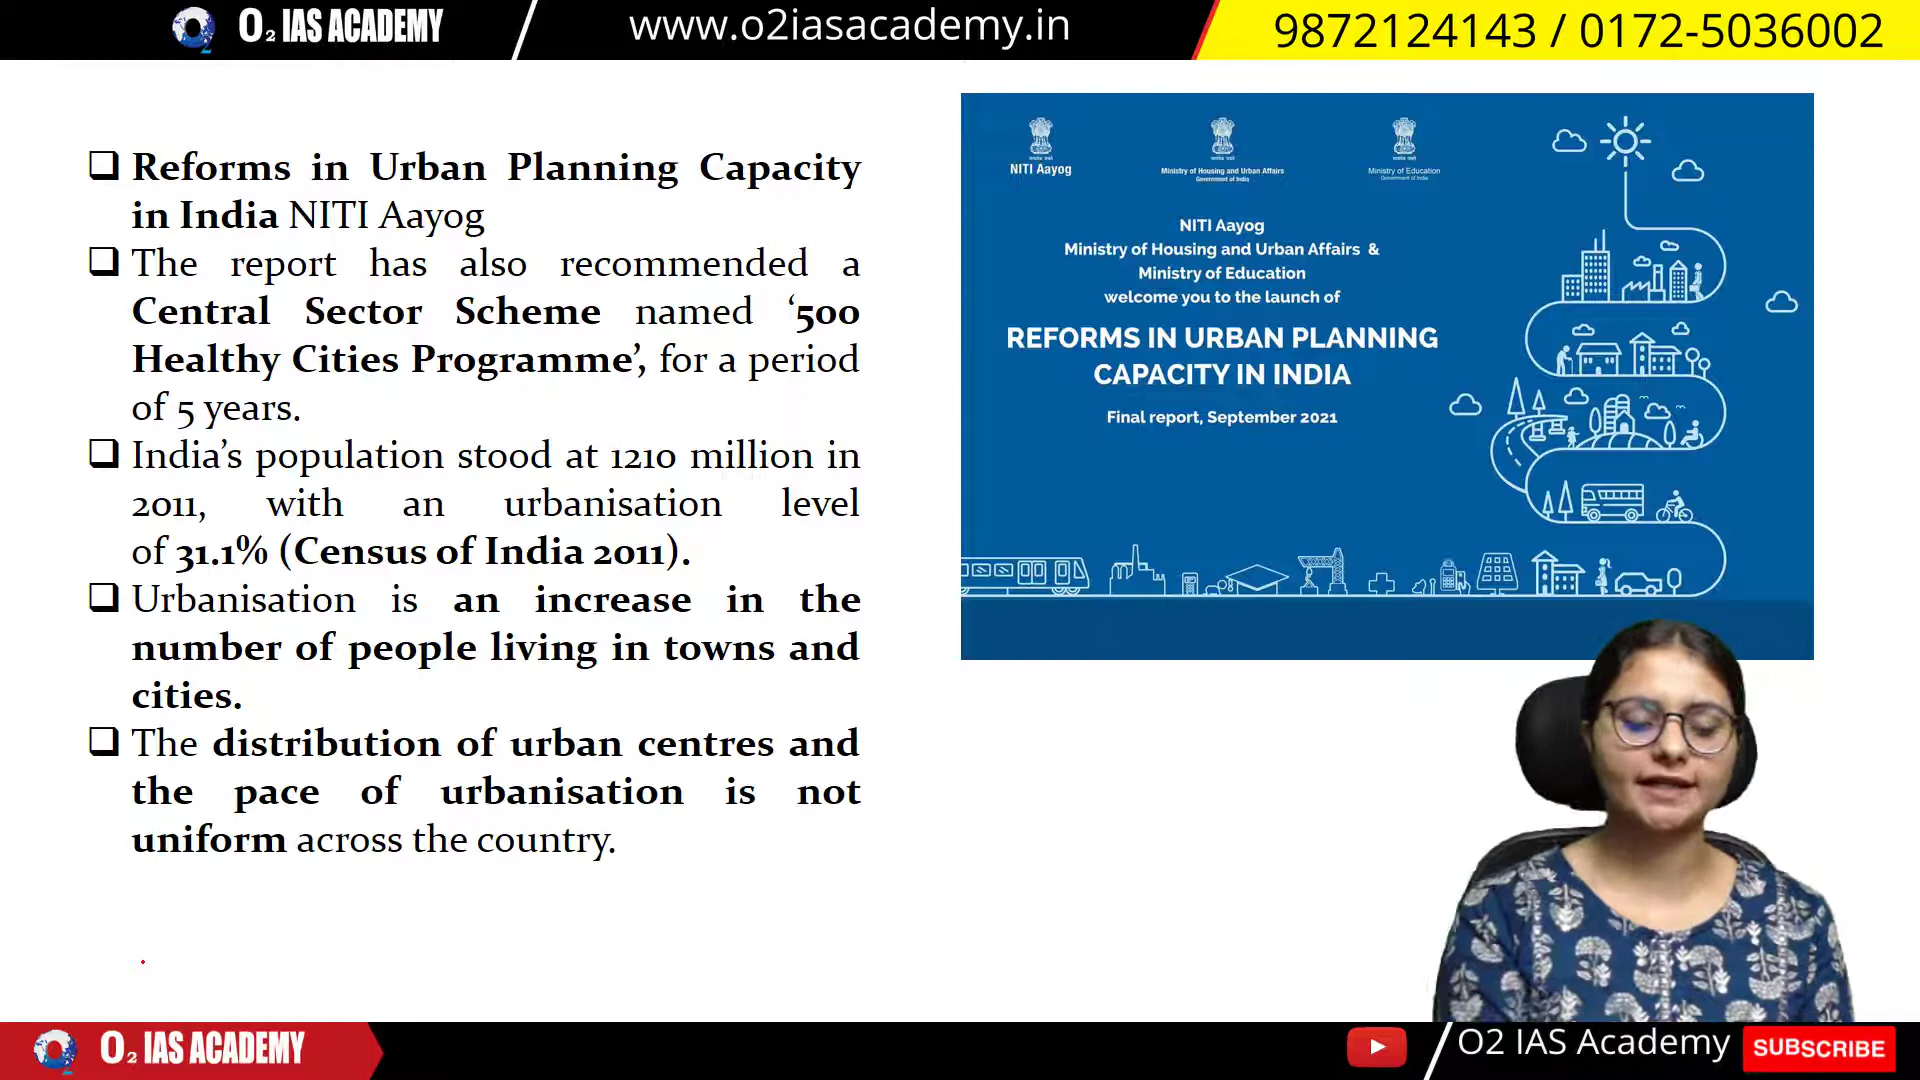 O₂ IAS ACADEMY
www.o2iasacademy.in
9872124143 / 0172-5036002
Reforms in Urban Planning Capacity
in India NITI Aayog
The report has also recommended a
Central Sector Scheme named ‘500
Healthy Cities Programme’, for a period
of 5 years.
India’s population stood at 1210 million in
2011, with an urbanisation level
of 31.1% (Census of India 2011).
Urbanisation is an increase in the
number of people living in towns and
cities.
The distribution of urban centres and
the pace of urbanisation is not
uniform across the country.
NITI Aayog
Ministry of Housing and Urban Affairs
Government of India
Ministry of Education
Government of India
NITI Aayog
Ministry of Housing and Urban Affairs &
Ministry of Education
welcome you to the launch of
REFORMS IN URBAN PLANNING
CAPACITY IN INDIA
Final report, September 2021
O₂ IAS ACADEMY
O2 IAS Academy
SUBSCRIBE